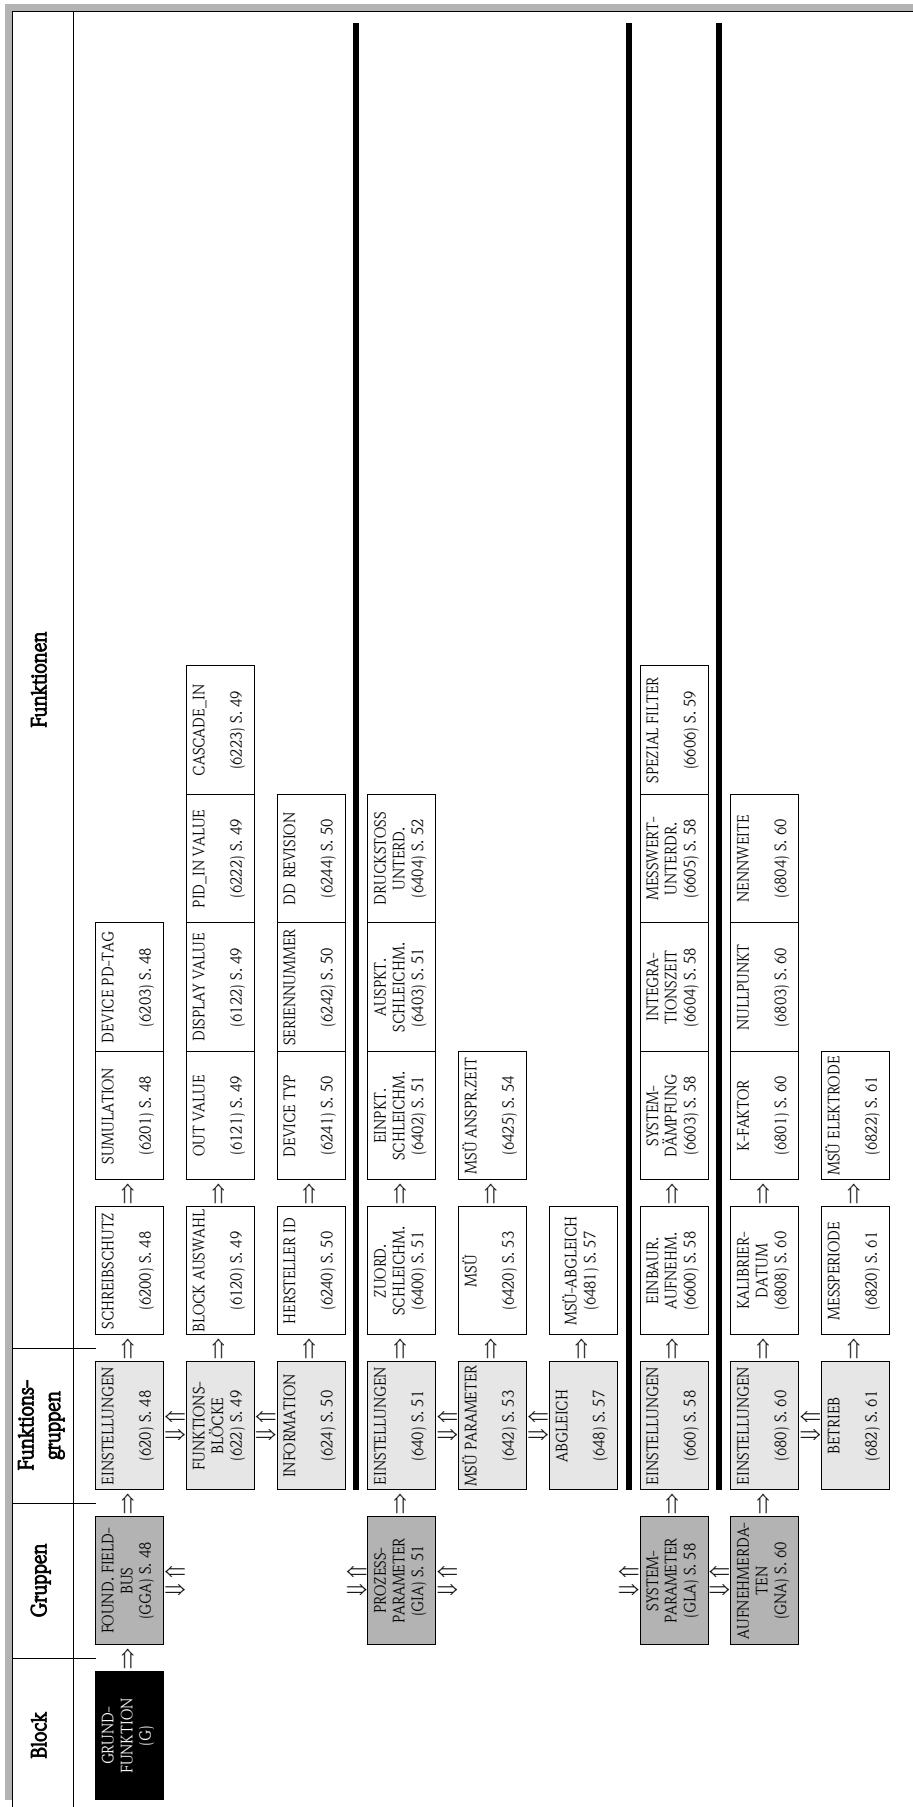 Block
Gruppen
Funktions-
gruppen
Funktionen
GRUND-
FUNKTION
(G)
⇒
FOUND. FIELD-
BUS
(GGA) S. 48
⇒
EINSTELLUNGEN
(620) S. 48
⇒
SCHREIBSCHUTZ
(6200) S. 48
⇒
SUMULATION
(6201) S. 48
DEVICE PD-TAG
(6203) S. 48
FUNKTIONS-
BLÖCKE
(622) S. 49
⇒
BLOCK AUSWAHL
(6120) S. 49
⇒
OUT VALUE
(6121) S. 49
DISPLAY VALUE
(6122) S. 49
PID_IN VALUE
(6222) S. 49
CASCADE_IN
(6223) S. 49
INFORMATION
(624) S. 50
⇒
HERSTELLER ID
(6240) S. 50
⇒
DEVICE TYP
(6241) S. 50
SERIENNUMMER
(6242) S. 50
DD REVISION
(6244) S. 50
PROZESS-
PARAMETER
(GIA) S. 51
⇒
EINSTELLUNGEN
(640) S. 51
⇒
ZUORD.
SCHLEICHM.
(6400) S. 51
⇒
EINPKT.
SCHLEICHM.
(6402) S. 51
AUSPKT.
SCHLEICHM.
(6403) S. 51
DRUCKSTOSS
UNTERD.
(6404) S. 52
MSÜ PARAMETER
(642) S. 53
⇒
MSÜ
(6420) S. 53
⇒
MSÜ ANSPR.ZEIT
(6425) S. 54
ABGLEICH
(648) S. 57
⇒
MSÜ-ABGLEICH
(6481) S. 57
SYSTEM-
PARAMETER
(GLA) S. 58
⇒
EINSTELLUNGEN
(660) S. 58
⇒
EINBAUR.
AUFNEHM.
(6600) S. 58
⇒
SYSTEM-
DÄMPFUNG
(6603) S. 58
INTEGRA-
TIONSZEIT
(6604) S. 58
MESSWERT-
UNTERDR.
(6605) S. 58
SPEZIAL FILTER
(6606) S. 59
AUFNEHMERDA-
TEN
(GNA) S. 60
⇒
EINSTELLUNGEN
(680) S. 60
⇒
KALIBRIER-
DATUM
(6808) S. 60
⇒
K-FAKTOR
(6801) S. 60
NULLPUNKT
(6803) S. 60
NENNWEITE
(6804) S. 60
BETRIEB
(682) S. 61
⇒
MESSPERIODE
(6820) S. 61
⇒
MSÜ ELEKTRODE
(6822) S. 61